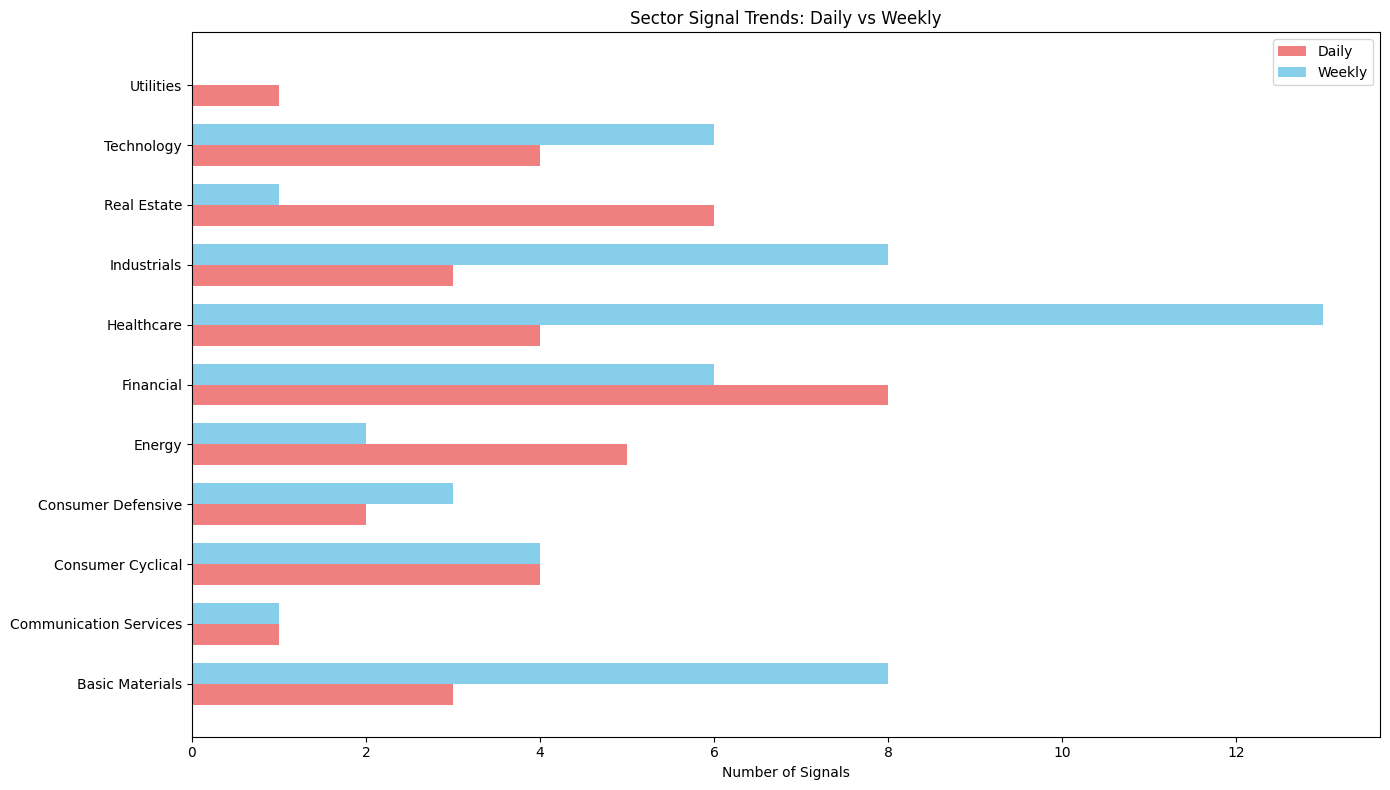 Sector Signal Trends: Daily vs Weekly
Daily
Weekly
Utilities
Technology
Real Estate
Industrials
Healthcare
Financial
Energy
Consumer Defensive
Consumer Cyclical
Communication Services
Basic Materials
0 2 4 6 8 10 12
Number of Signals